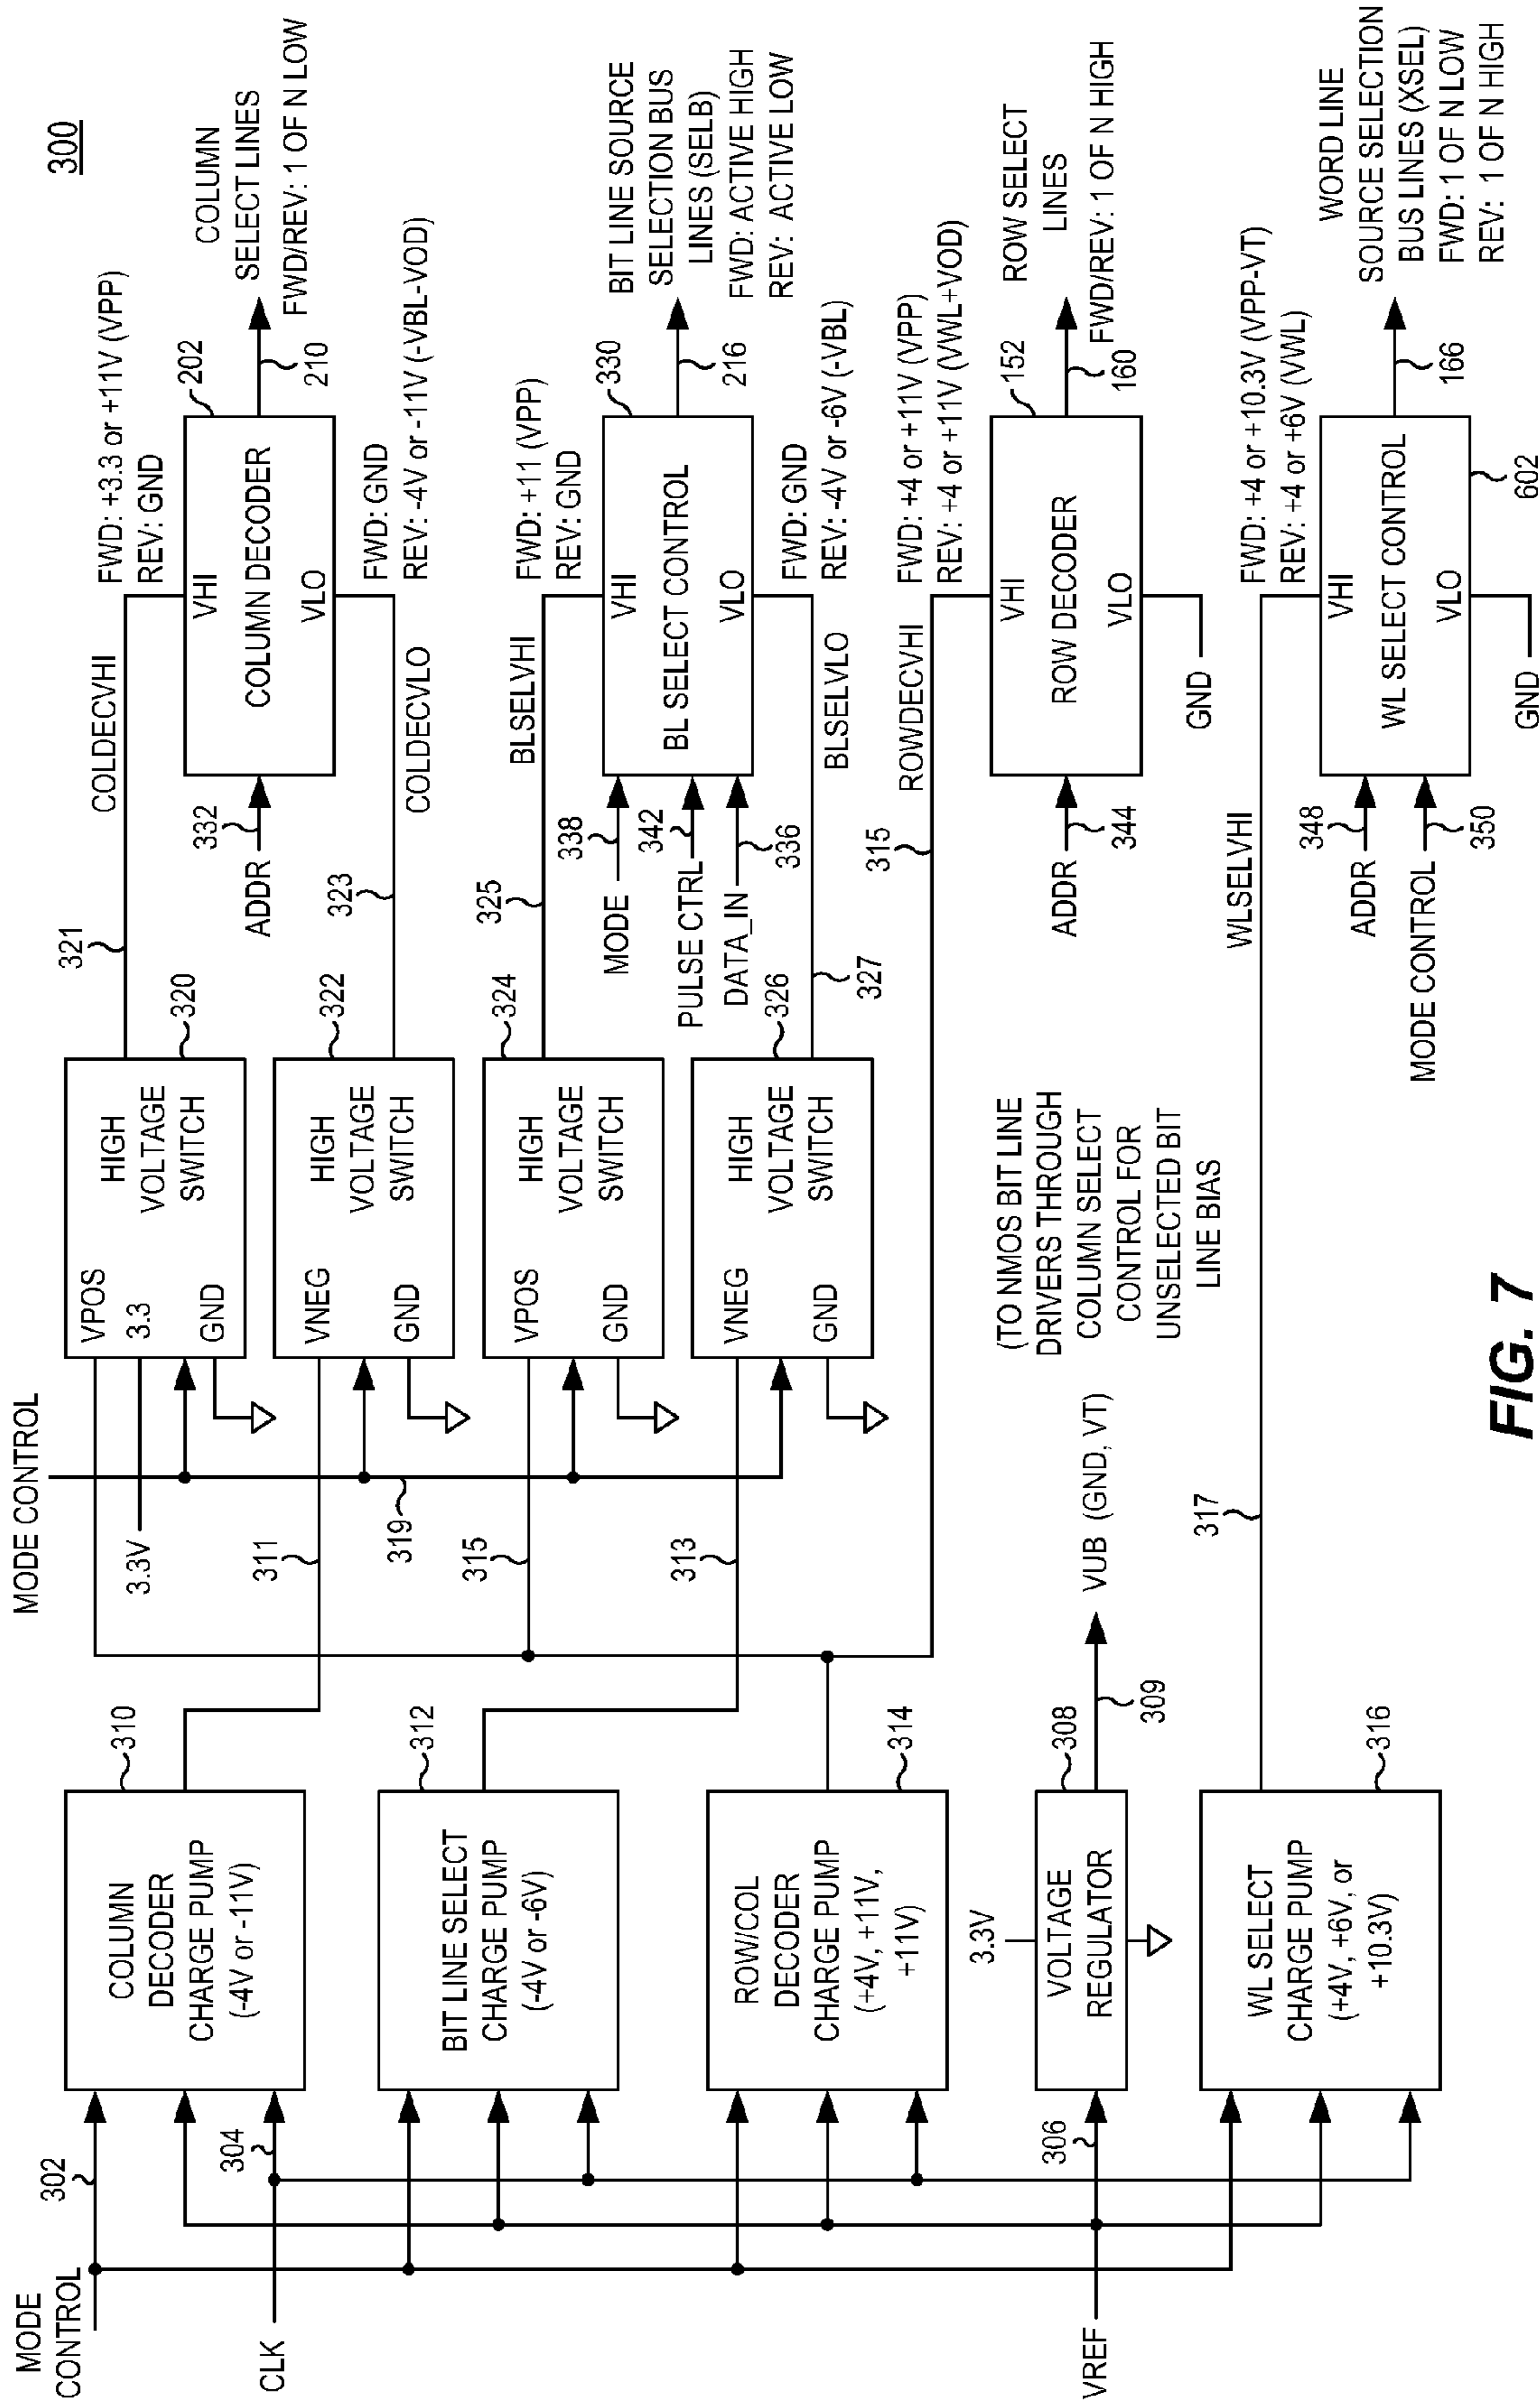 300
MODE
CONTROL
302
CLK
304
VREF
306
COLUMN
DECODER
CHARGE PUMP
(-4V or -11V)
310
BIT LINE SELECT
CHARGE PUMP
(-4V or -6V)
312
ROW/COL
DECODER
CHARGE PUMP
(+4V, +11V,
+11V)
314
3.3V
VOLTAGE
REGULATOR
308
309
VUB (GND, VT)
(TO NMOS BIT LINE
DRIVERS THROUGH
COLUMN SELECT
CONTROL FOR
UNSELECTED BIT
LINE BIAS
WL SELECT
CHARGE PUMP
(+4V, +6V, or
+10.3V)
316
317
MODE CONTROL
3.3V
311
319
315
313
VPOS
3.3
GND
HIGH
VOLTAGE
SWITCH
320
321
VNEG
GND
HIGH
VOLTAGE
SWITCH
322
323
VPOS
GND
HIGH
VOLTAGE
SWITCH
324
325
VNEG
GND
HIGH
VOLTAGE
SWITCH
326
327
COLDECVHI
FWD: +3.3 or +11V (VPP)
REV: GND
ADDR
332
VHI
COLUMN DECODER
VLO
202
210
COLUMN
SELECT LINES
FWD/REV: 1 OF N LOW
COLDECVLO
FWD: GND
REV: -4V or -11V (-VBL-VOD)
BLSELVHI
FWD: +11 (VPP)
REV: GND
MODE
338
PULSE CTRL
342
DATA_IN
336
VHI
BL SELECT CONTROL
VLO
330
216
BIT LINE SOURCE
SELECTION BUS
LINES (SELB)
FWD: ACTIVE HIGH
REV: ACTIVE LOW
BLSELVLO
FWD: GND
REV: -4V or -6V (-VBL)
315
ROWDECVHI
FWD: +4 or +11V (VPP)
REV: +4 or +11V (VWL+VOD)
ADDR
344
VHI
ROW DECODER
VLO
GND
152
160
ROW SELECT
LINES
FWD/REV: 1 OF N HIGH
WLSELVHI
FWD: +4 or +10.3V (VPP-VT)
REV: +4 or +6V (VWL)
ADDR
348
MODE CONTROL
350
VHI
WL SELECT CONTROL
VLO
GND
602
166
WORD LINE
SOURCE SELECTION
BUS LINES (XSEL)
FWD: 1 OF N LOW
REV: 1 OF N HIGH
FIG. 7